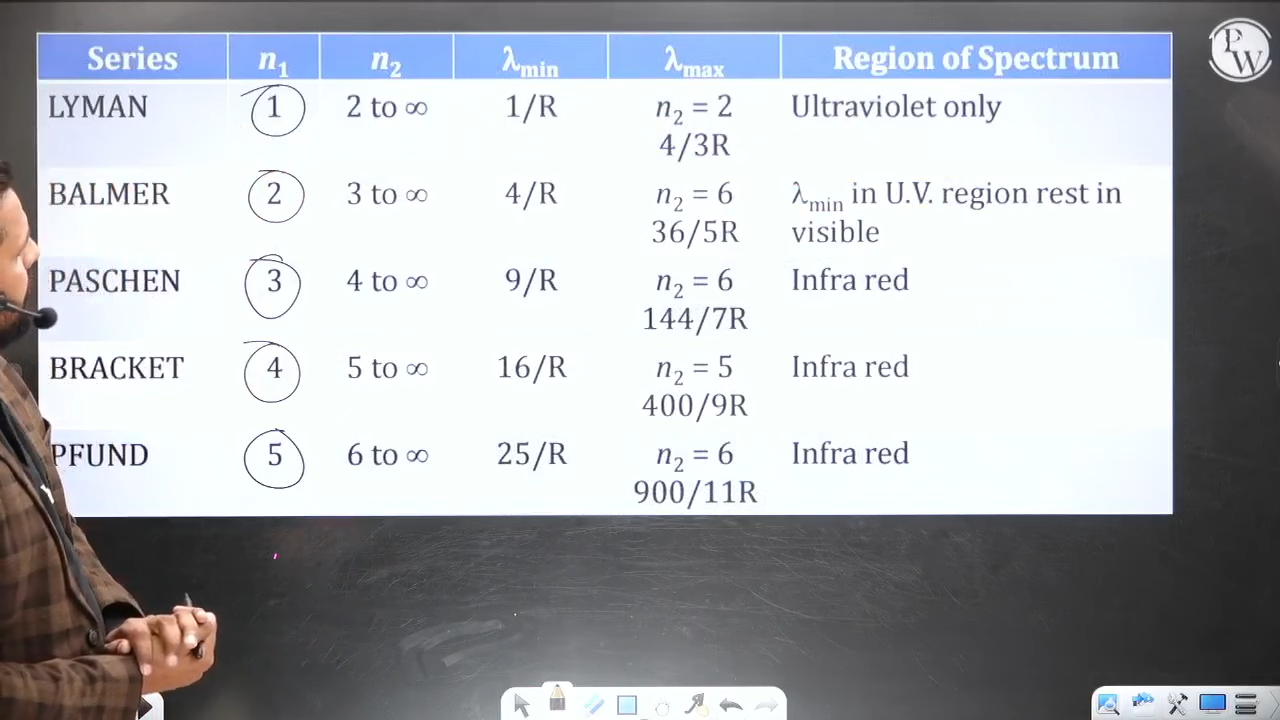 PW
Series n₁ n₂ λmin λmax Region of Spectrum
LYMAN 1 2 to ∞ 1/R n₂ = 2 Ultraviolet only
4/3R
BALMER 2 3 to ∞ 4/R n₂ = 6 λmin in U.V. region rest in
36/5R visible
PASCHEN 3 4 to ∞ 9/R n₂ = 6 Infra red
144/7R
BRACKET 4 5 to ∞ 16/R n₂ = 5 Infra red
400/9R
PFUND 5 6 to ∞ 25/R n₂ = 6 Infra red
900/11R